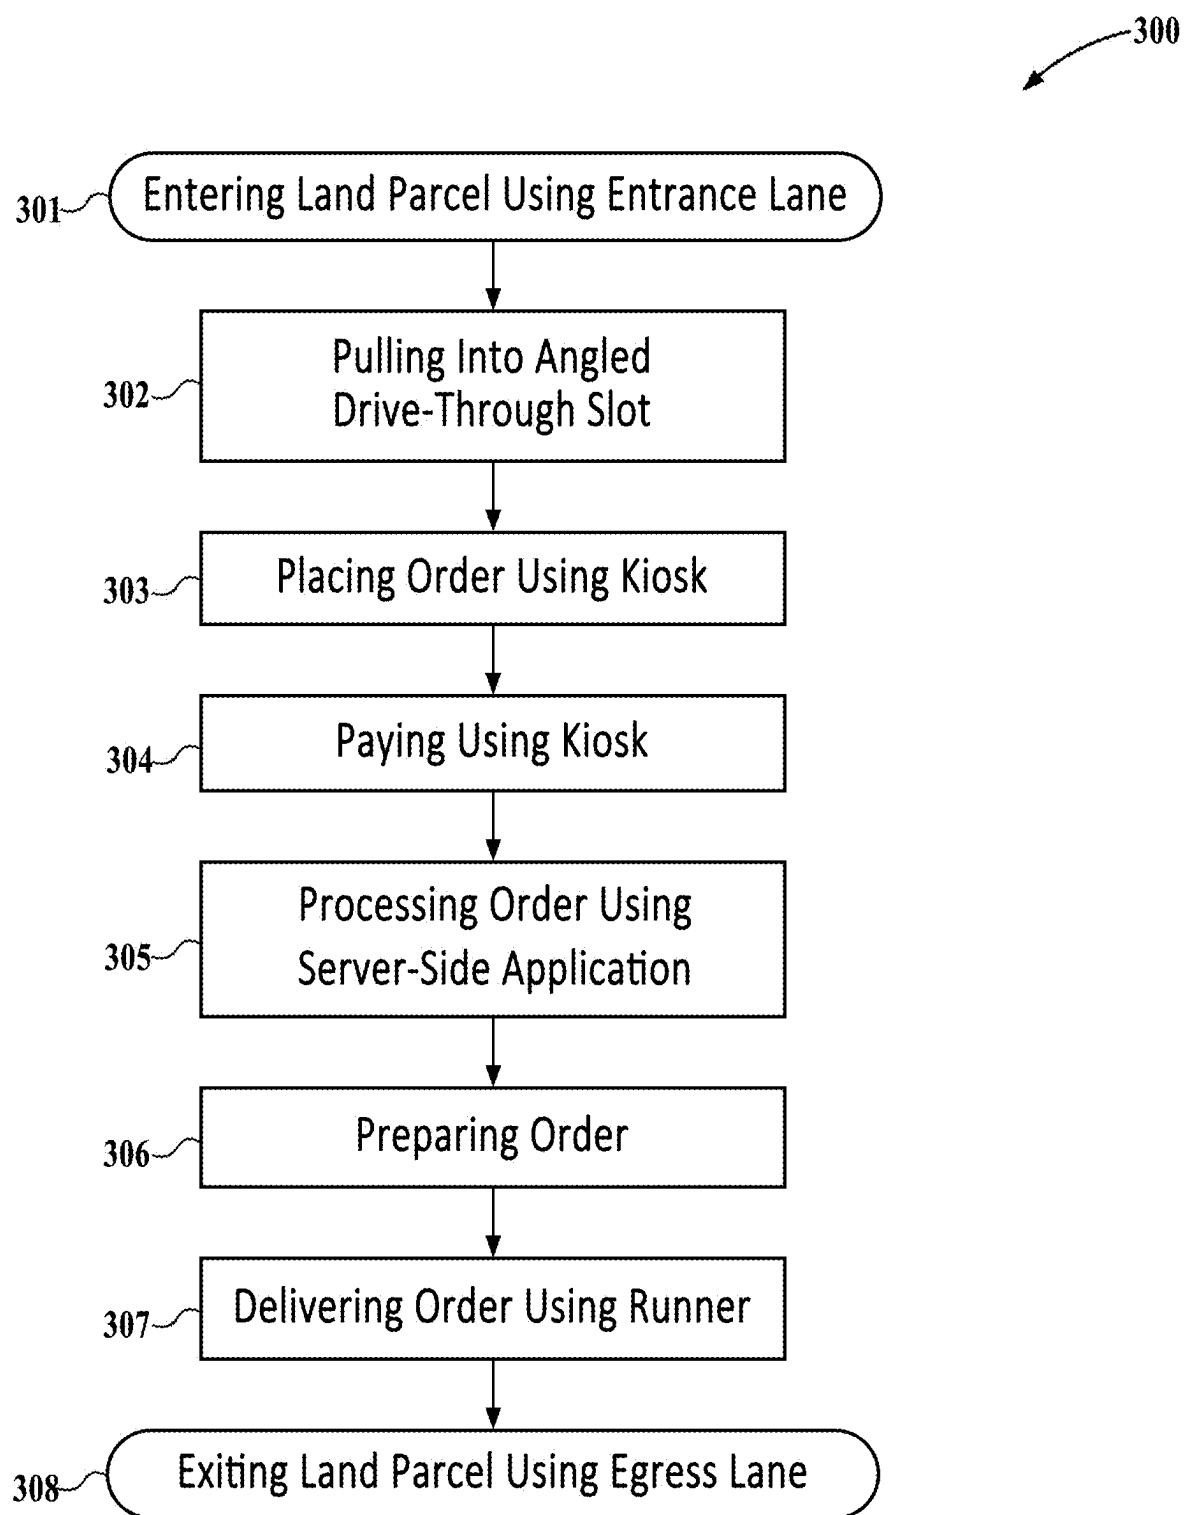 300
301 Entering Land Parcel Using Entrance Lane
Pulling Into Angled
302 Drive-Through Slot
303 Placing Order Using Kiosk
304 Paying Using Kiosk
Processing Order Using
305 Server-Side Application
306 Preparing Order
307 Delivering Order Using Runner
308 Exiting Land Parcel Using Egress Lane